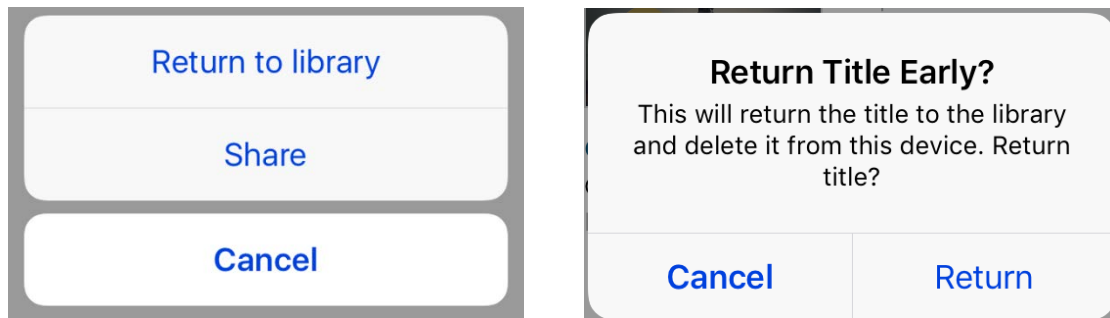 Return to library
Share
Cancel
Return Title Early?
This will return the title to the library
and delete it from this device. Return
title?
Cancel
Return